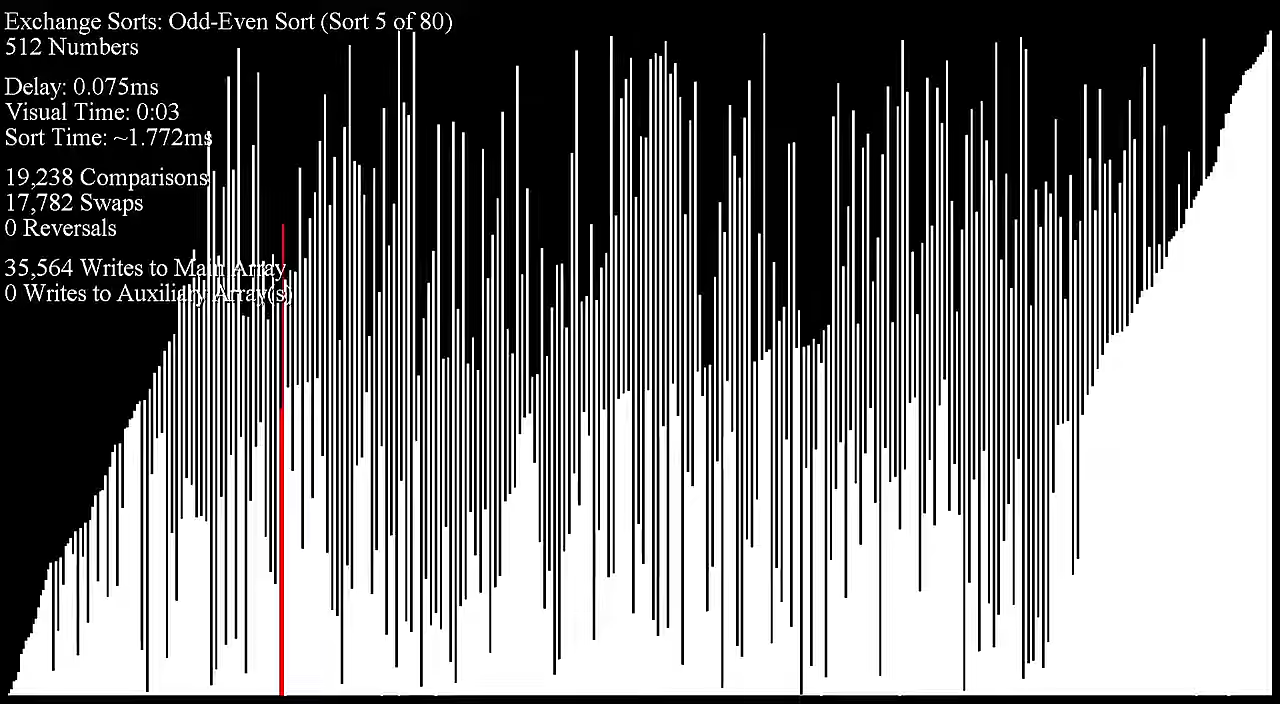 Exchange Sorts: Odd-Even Sort (Sort 5 of 80)
512 Numbers
Delay: 0.075ms
Visual Time: 0:03
Sort Time: ~1.772ms
19,238 Comparisons
17,782 Swaps
0 Reversals
35,564 Writes to Main Array
0 Writes to Auxiliary Array(s)